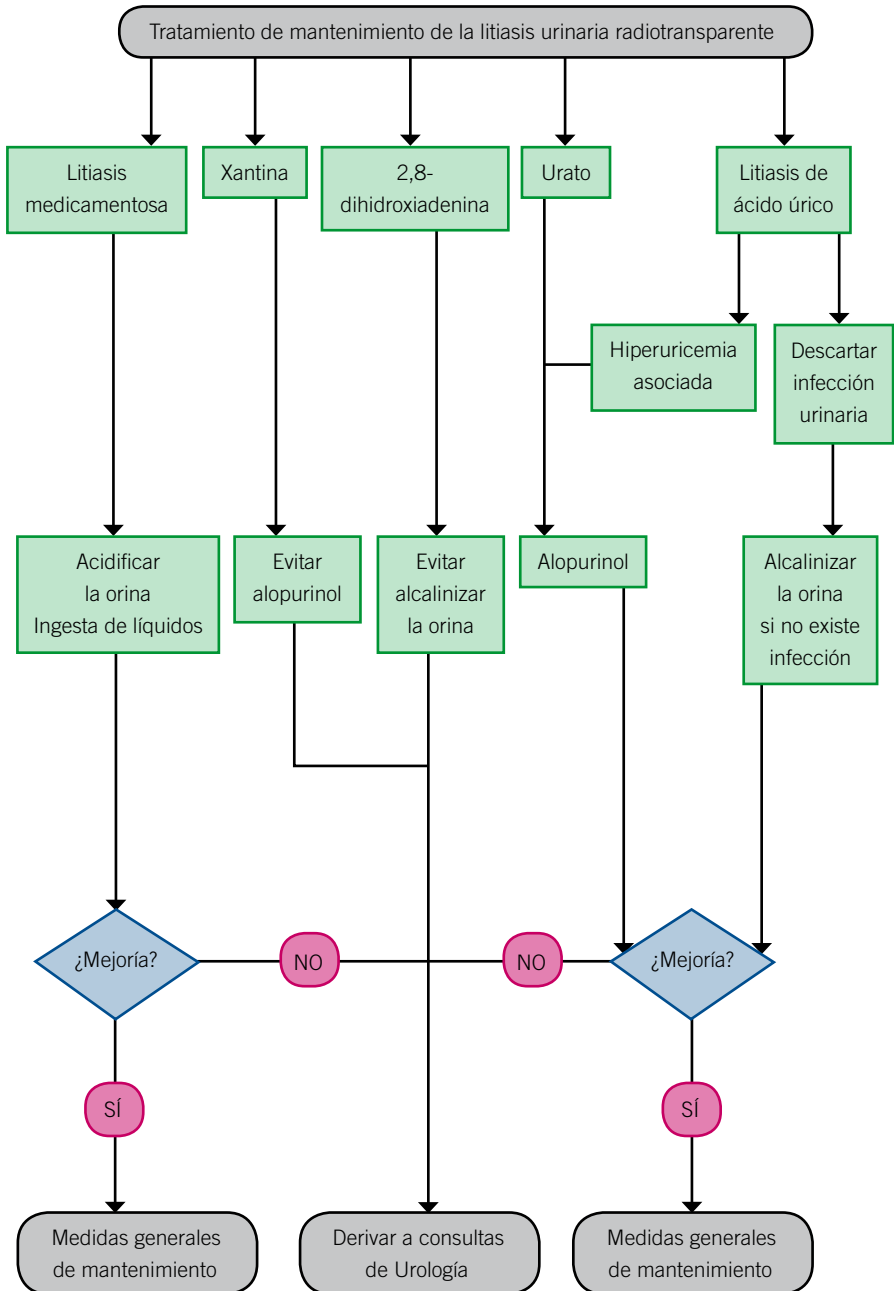 Tratamiento de mantenimiento de la litiasis urinaria radiotransparente
Litiasis
medicamentosa
Xantina
2,8-
dihidroxiadenina
Urato
Litiasis de
ácido úrico
Hiperuricemia
asociada
Descartar
infección
urinaria
Acidificar
la orina
Ingesta de líquidos
Evitar
alopurinol
Evitar
alcalinizar
la orina
Alopurinol
Alcalinizar
la orina
si no existe
infección
¿Mejoría?
NO
NO
¿Mejoría?
SÍ
SÍ
Medidas generales
de mantenimiento
Derivar a consultas
de Urología
Medidas generales
de mantenimiento